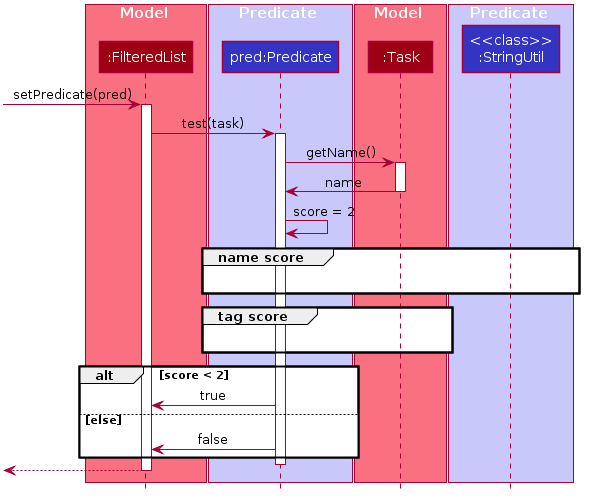 Model Predicate Model Predicate
:FilteredList pred:Predicate :Task <<class>>
:StringUtil
setPredicate(pred)
test(task)
getName()
name
score = 2
name score
tag score
alt [score < 2]
true
[else]
false